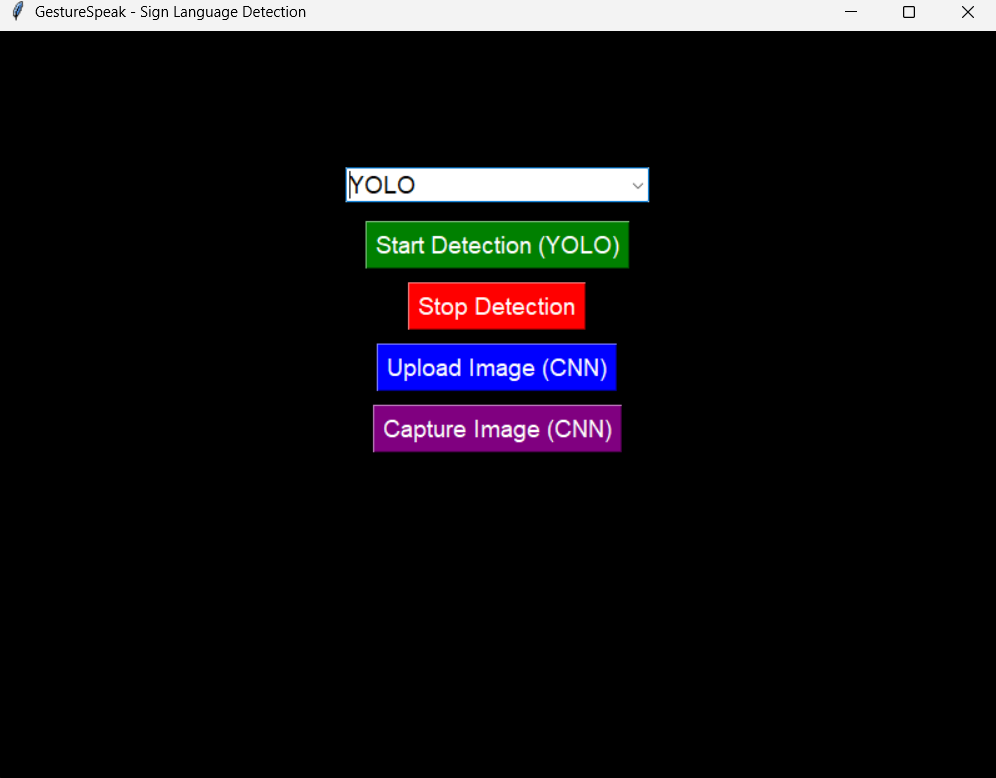 GestureSpeak - Sign Language Detection
YOLO
Start Detection (YOLO)
Stop Detection
Upload Image (CNN)
Capture Image (CNN)